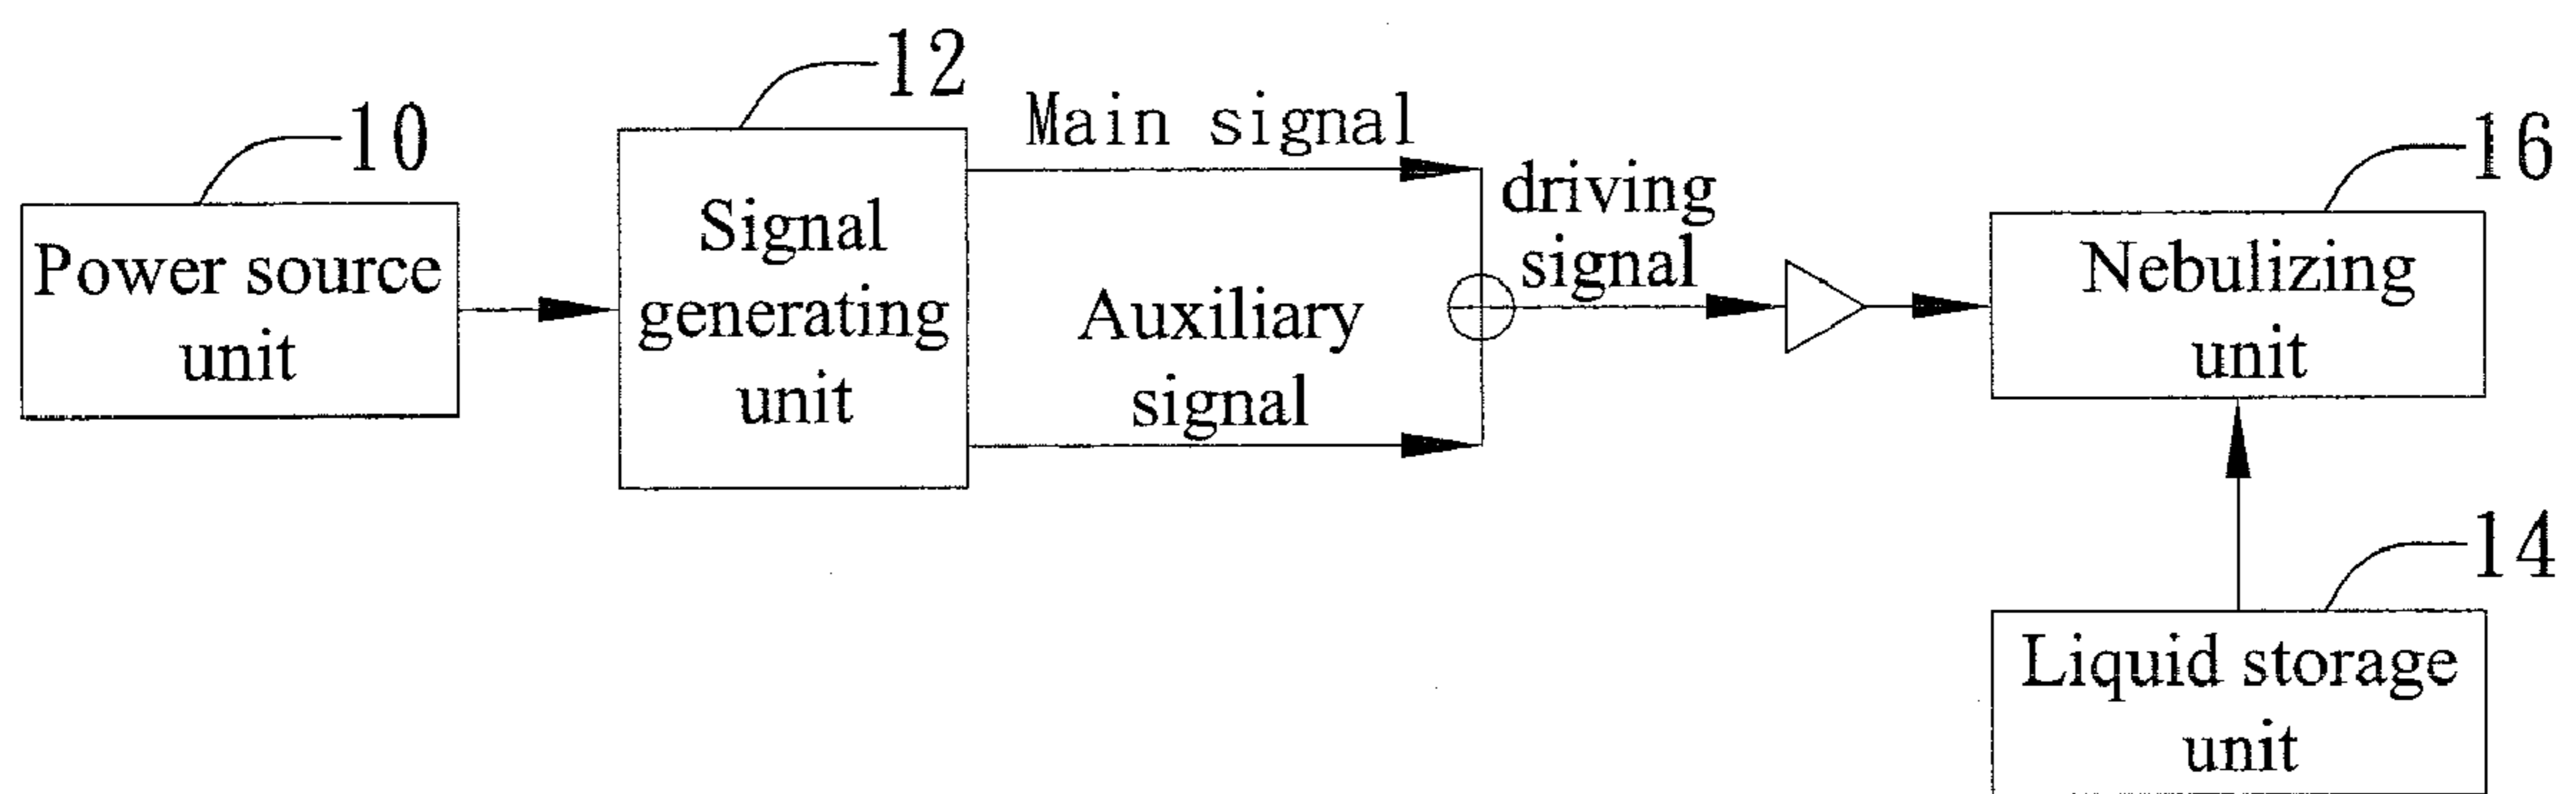 10
Power source
unit
12
Signal
generating
unit
Main signal
Auxiliary
signal
driving
signal
16
Nebulizing
unit
14
Liquid storage
unit